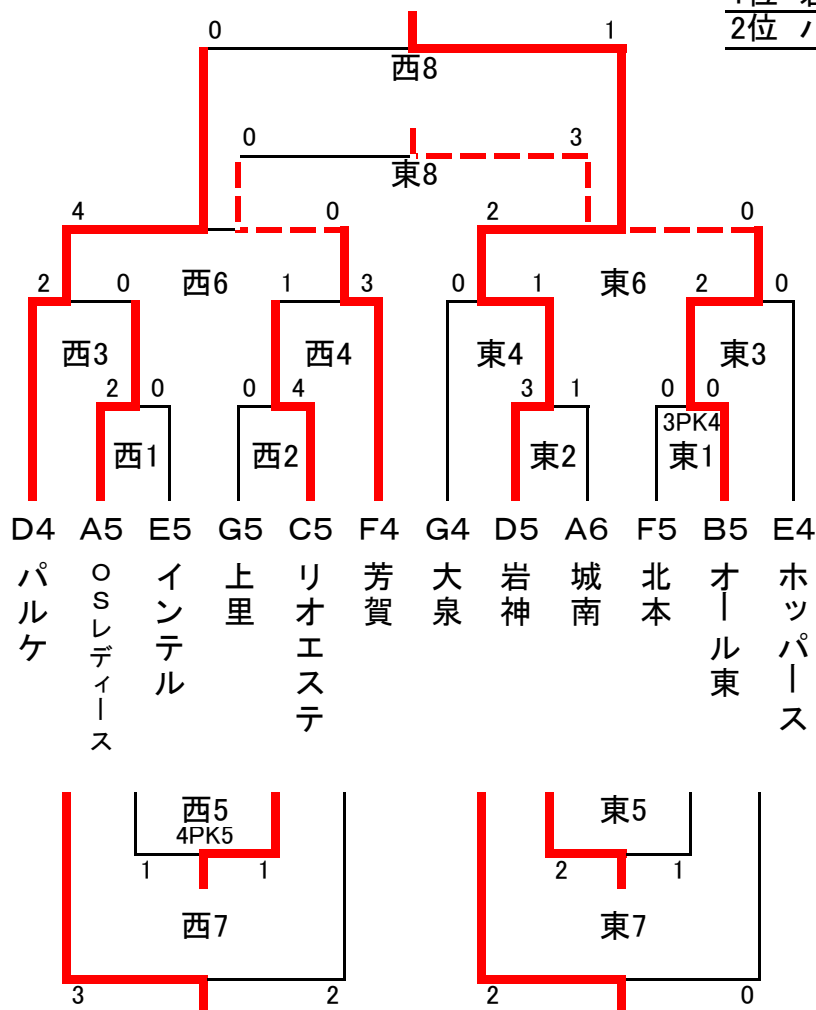 0 1
2位
西8
0 3
東8
4 0 2 0
2 0 西6 1 3 0 1 東6 2 0
西3 西4 東4 東3
2 0 0 4 3 1 0 0
3PK4
西1 西2 東2 東1
D4 A5 E5 G5 C5 F4 G4 D5 A6 F5 B5 E4
パルケ
OSレディース
インテル
上里
リオエステ
芳賀
大泉
岩神
城南
北本
オール東
ホッパース
西5 東5
4PK5
1 1 2 1
西7 東7
3 2 2 0